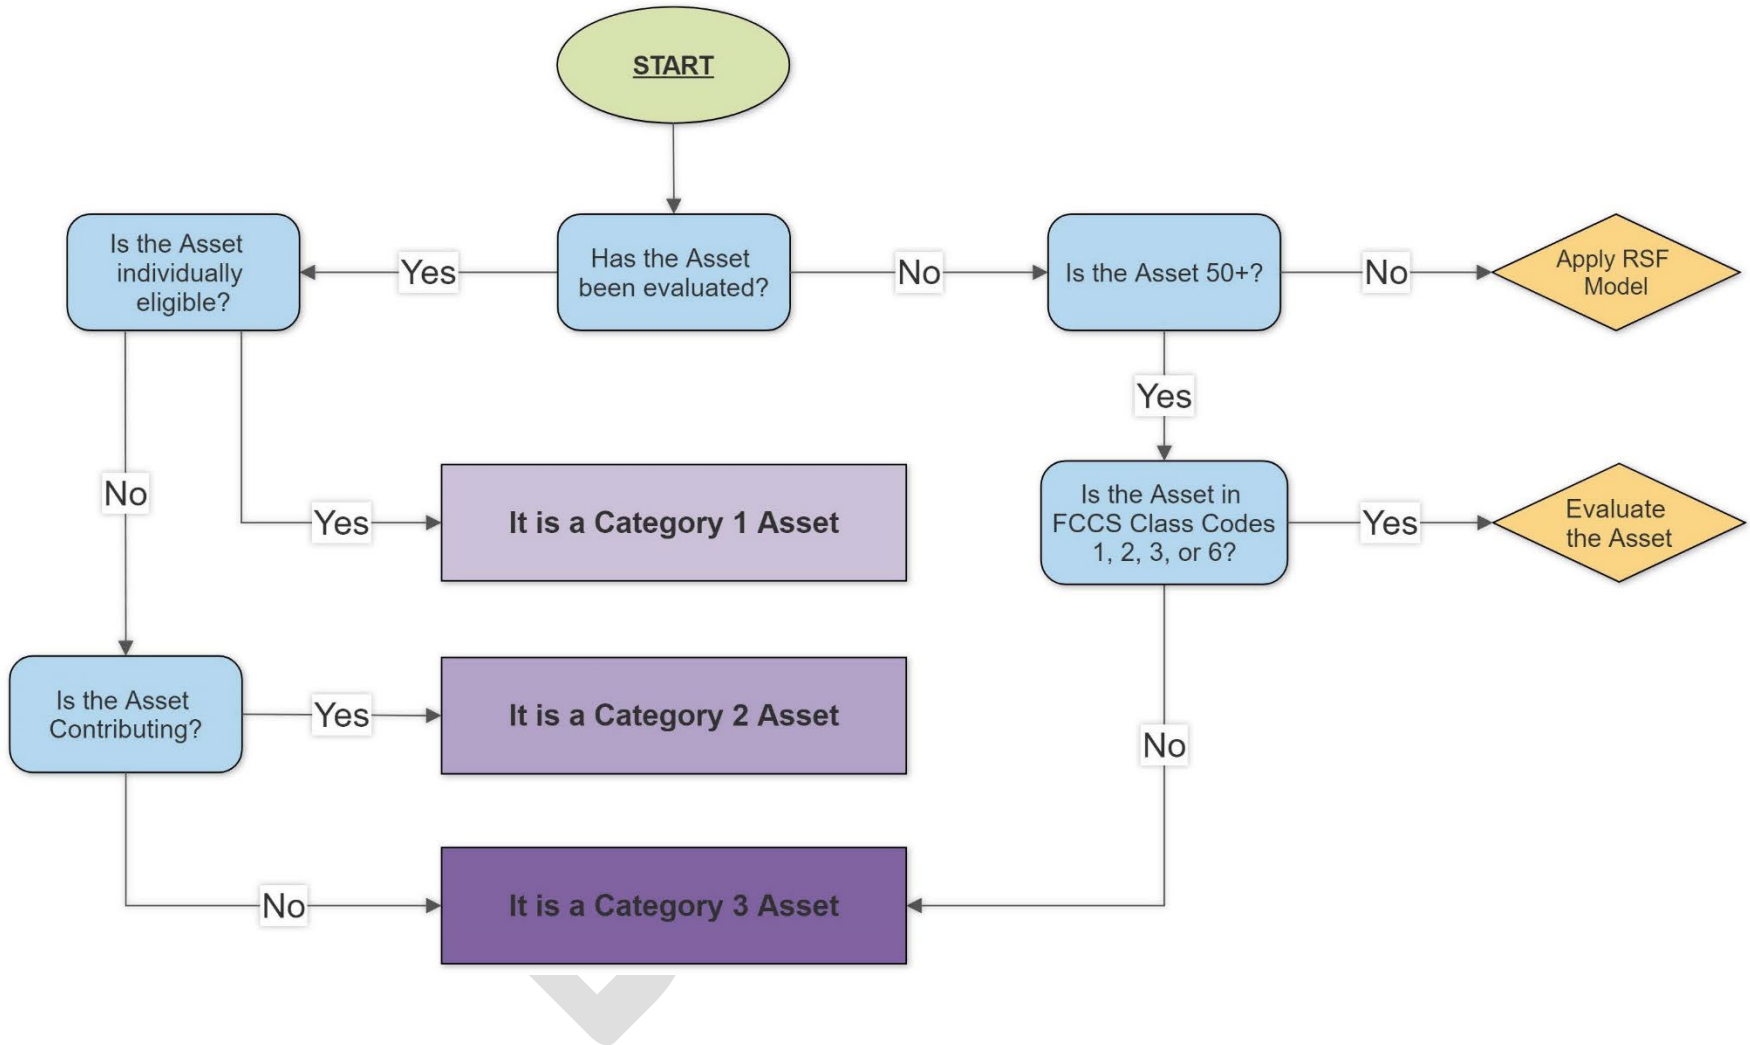 START
Is the Asset
individually
eligible?
Yes
Has the Asset
been evaluated?
No
Is the Asset 50+?
No
Apply RSF
Model
Yes
No
Yes
It is a Category 1 Asset
Is the Asset in
FCCS Class Codes
1, 2, 3, or 6?
Yes
Evaluate
the Asset
Is the Asset
Contributing?
Yes
It is a Category 2 Asset
No
No
It is a Category 3 Asset